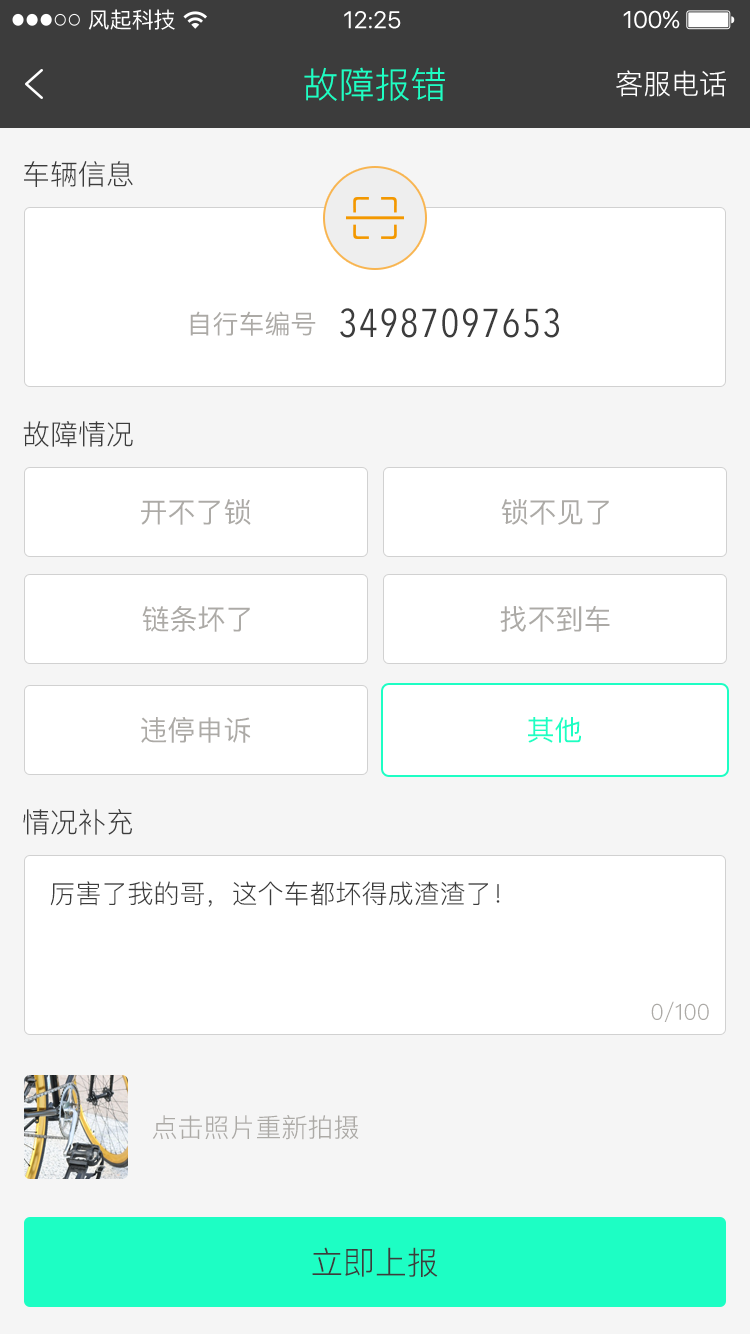 风起科技 12:25 100%
故障报错 客服电话
车辆信息
自行车编号 34987097653
故障情况
开不了锁 锁不见了
链条坏了 找不到车
违停申诉 其他
情况补充
厉害了我的哥，这个车都坏得成渣渣了！
0/100
点击照片重新拍摄
立即上报